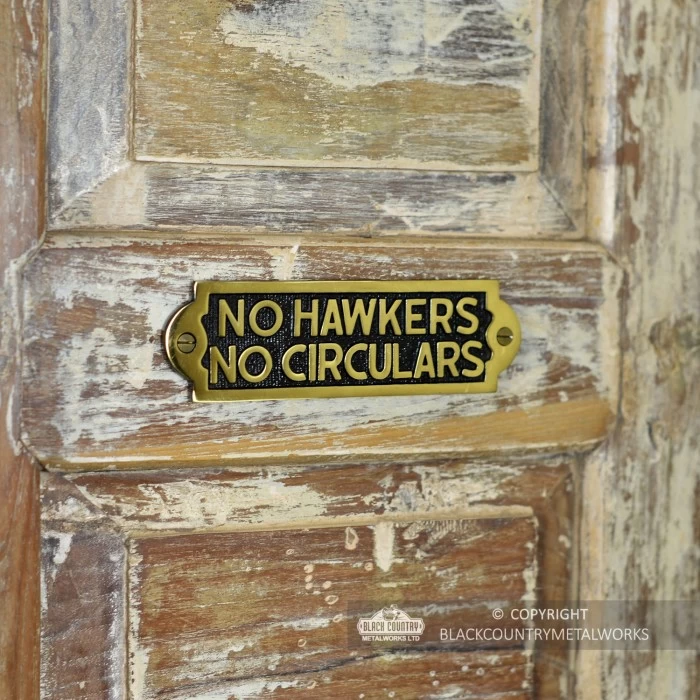 NO HAWKERS
NO CIRCULARS
BLACK COUNTRY
METALWORKS LTD
© COPYRIGHT
BLACKCOUNTRYMETALWORKS